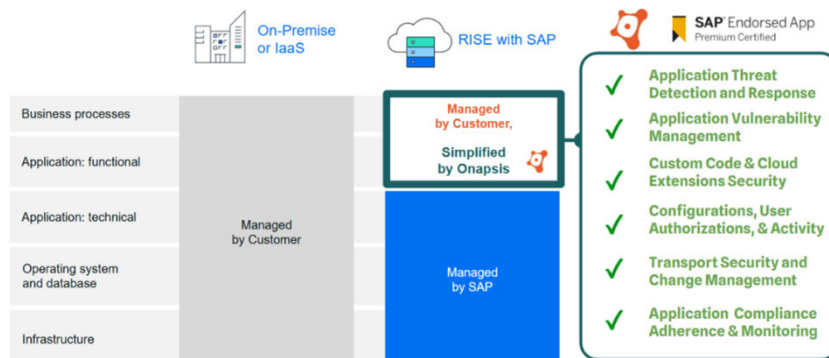 On-Premise
or IaaS
RISE with SAP
SAP Endorsed App
Premium Certified
Business processes
Application: functional
Application: technical
Operating system
and database
Infrastructure
Managed
by Customer
Managed
by Customer,
Simplified
by Onapsis
Managed
by SAP
Application Threat
Detection and Response
Application Vulnerability
Management
Custom Code & Cloud
Extensions Security
Configurations, User
Authorizations, & Activity
Transport Security and
Change Management
Application Compliance
Adherence & Monitoring